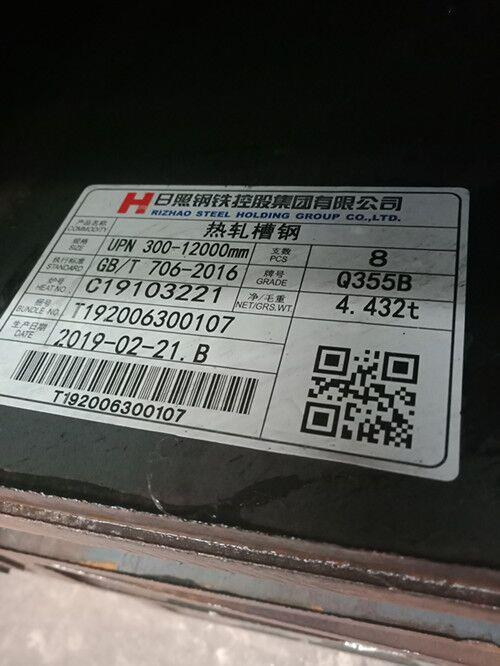 H 日照钢铁控股集团有限公司
RIZHAO STEEL HOLDING GROUP CO.,LTD.
产品名称 COMMODITY 热轧槽钢
规格 SIZE UPN 300-12000mm 支数 PCS 8
执行标准 STANDARD GB/T 706-2016 牌号 GRADE Q355B
炉号 HEAT NO. C19103221 净/毛重 NET/GRS.WT. 4.432t
捆号 BUNDLE NO. T192006300107
生产日期 DATE 2019-02-21.B
T192006300107